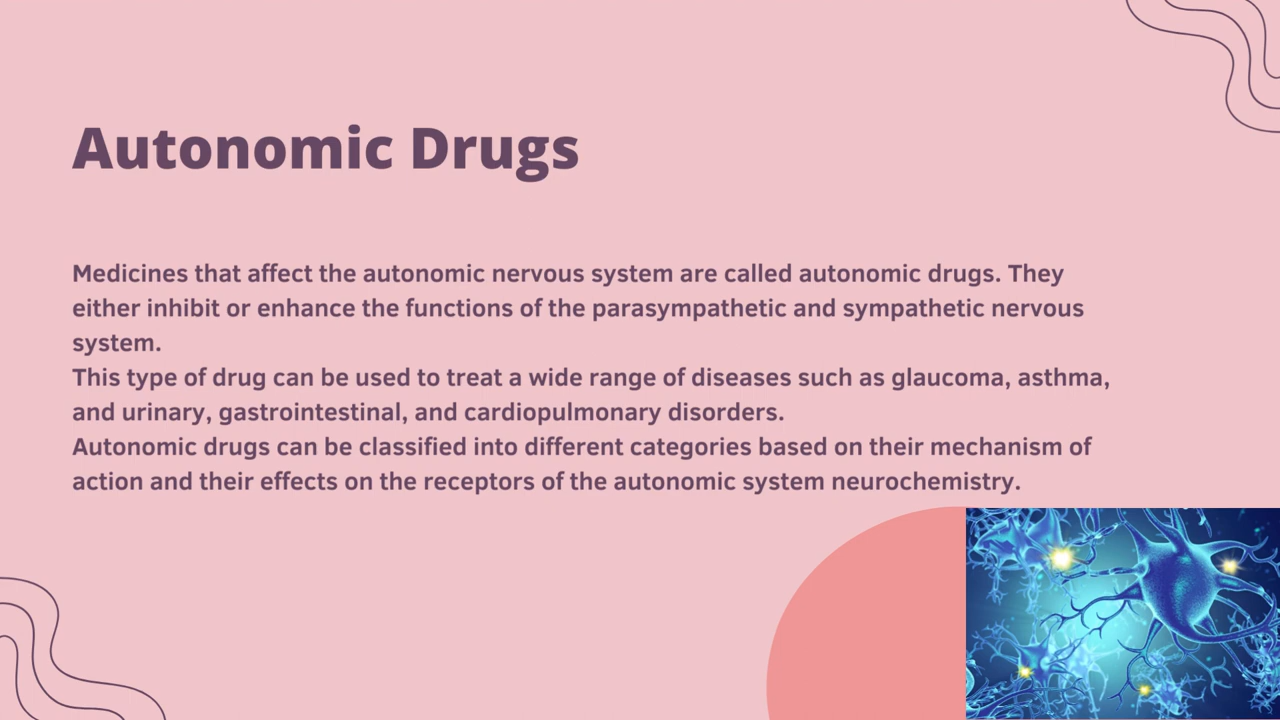 Autonomic Drugs
Medicines that affect the autonomic nervous system are called autonomic drugs. They
either inhibit or enhance the functions of the parasympathetic and sympathetic nervous
system.
This type of drug can be used to treat a wide range of diseases such as glaucoma, asthma,
and urinary, gastrointestinal, and cardiopulmonary disorders.
Autonomic drugs can be classified into different categories based on their mechanism of
action and their effects on the receptors of the autonomic system neurochemistry.